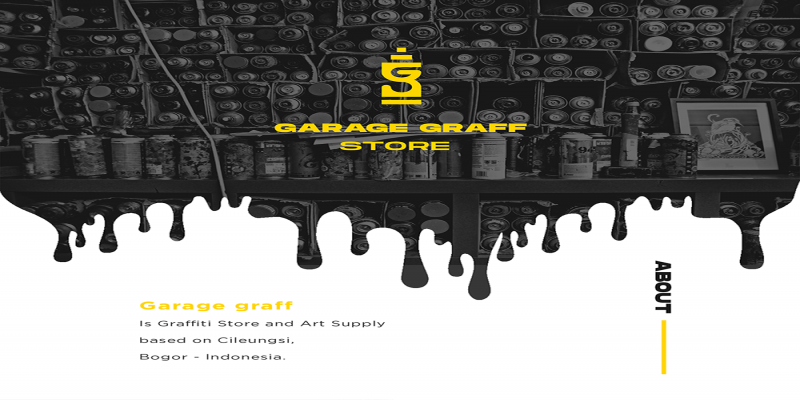 GARAGE GRAFF
STORE
ABOUT
Garage graff
Is Graffiti Store and Art Supply
based on Cileungsi,
Bogor - Indonesia.